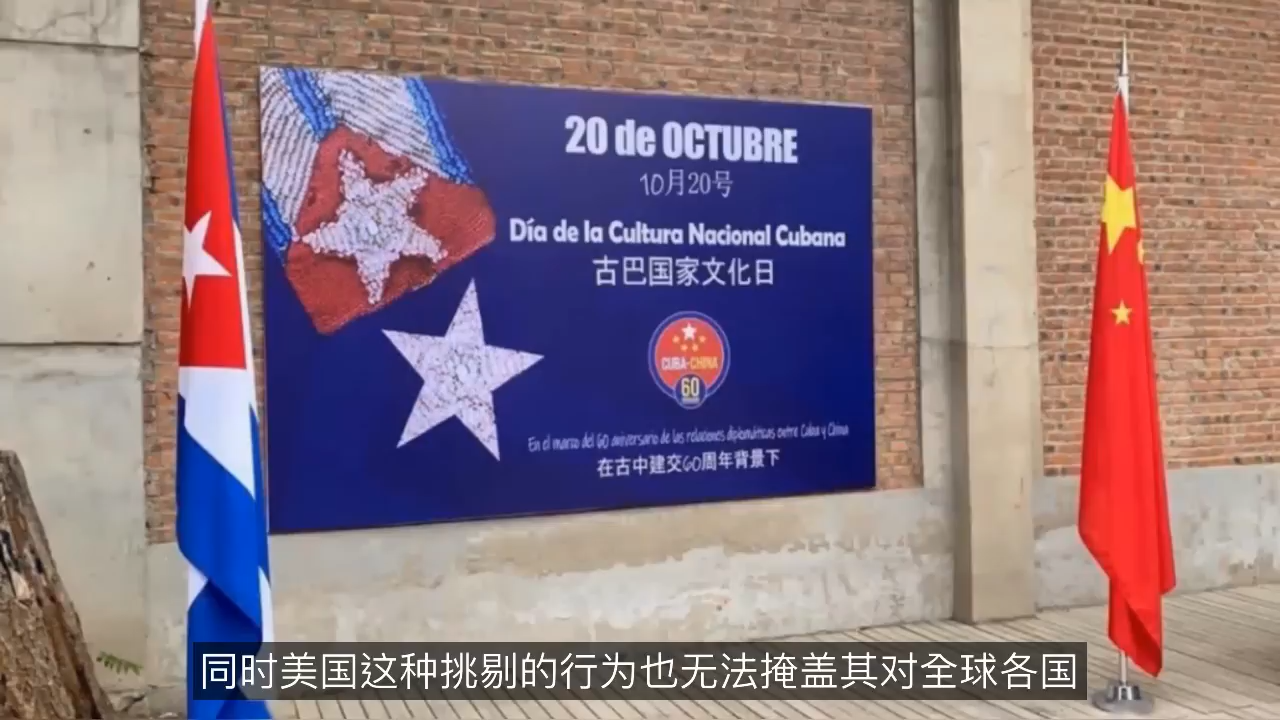 20 de OCTUBRE
10月20号
Día de la Cultura Nacional Cubana
古巴国家文化日
CUBA-CHINA
60
En el marco del 60 aniversario de las relaciones diplomáticas entre Cuba y China
在古中建交60周年背景下
同时美国这种挑剔的行为也无法掩盖其对全球各国